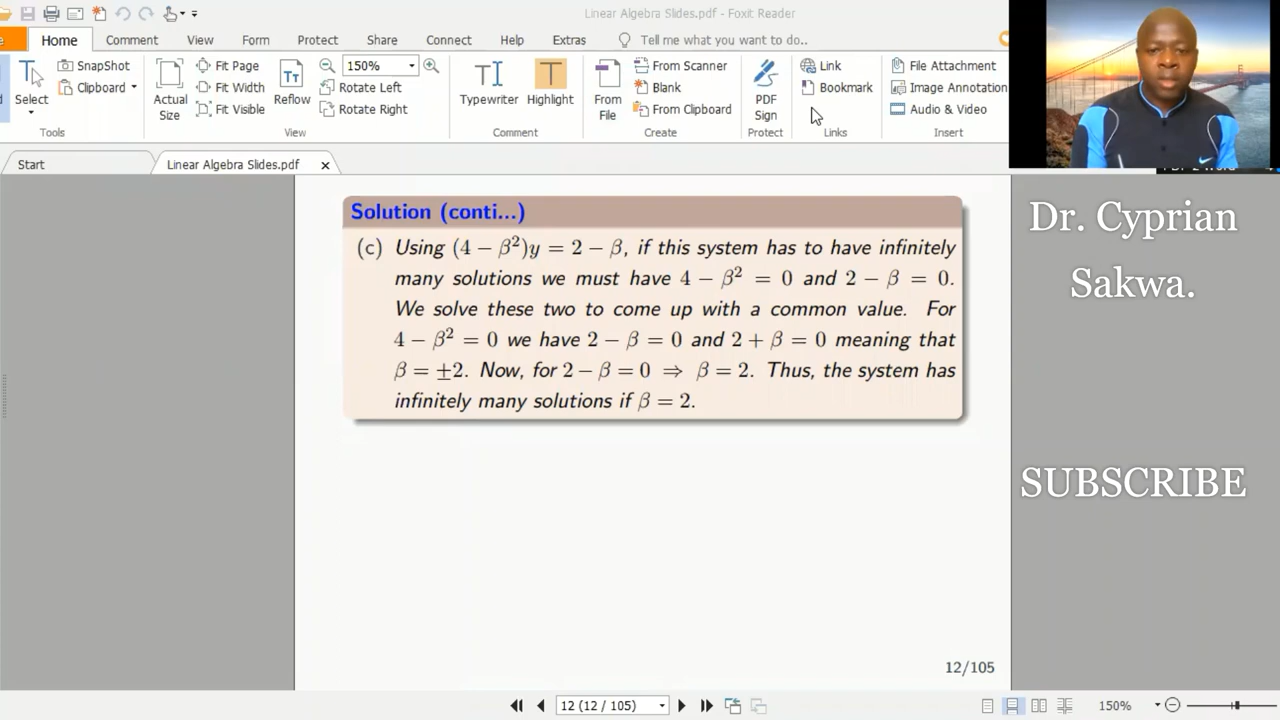 Linear Algebra Slides.pdf - Foxit Reader
Home Comment View Form Protect Share Connect Help Extras Tell me what you want to do..
SnapShot Fit Page 150% From Scanner Link File Attachment
Select Clipboard Actual Size Fit Width Reflow Rotate Left Typewriter Highlight From File Blank PDF Sign Bookmark Image Annotation
Fit Visible Rotate Right From Clipboard Audio & Video
Tools View Comment Create Protect Links Insert
Start Linear Algebra Slides.pdf
Solution (conti...)
(c) Using (4 − β²)y = 2 − β, if this system has to have infinitely
many solutions we must have 4 − β² = 0 and 2 − β = 0.
We solve these two to come up with a common value. For
4 − β² = 0 we have 2 − β = 0 and 2 + β = 0 meaning that
β = ±2. Now, for 2 − β = 0 ⇒ β = 2. Thus, the system has
infinitely many solutions if β = 2.
12/105
Dr. Cyprian
Sakwa.
SUBSCRIBE
12 (12 / 105) 150%